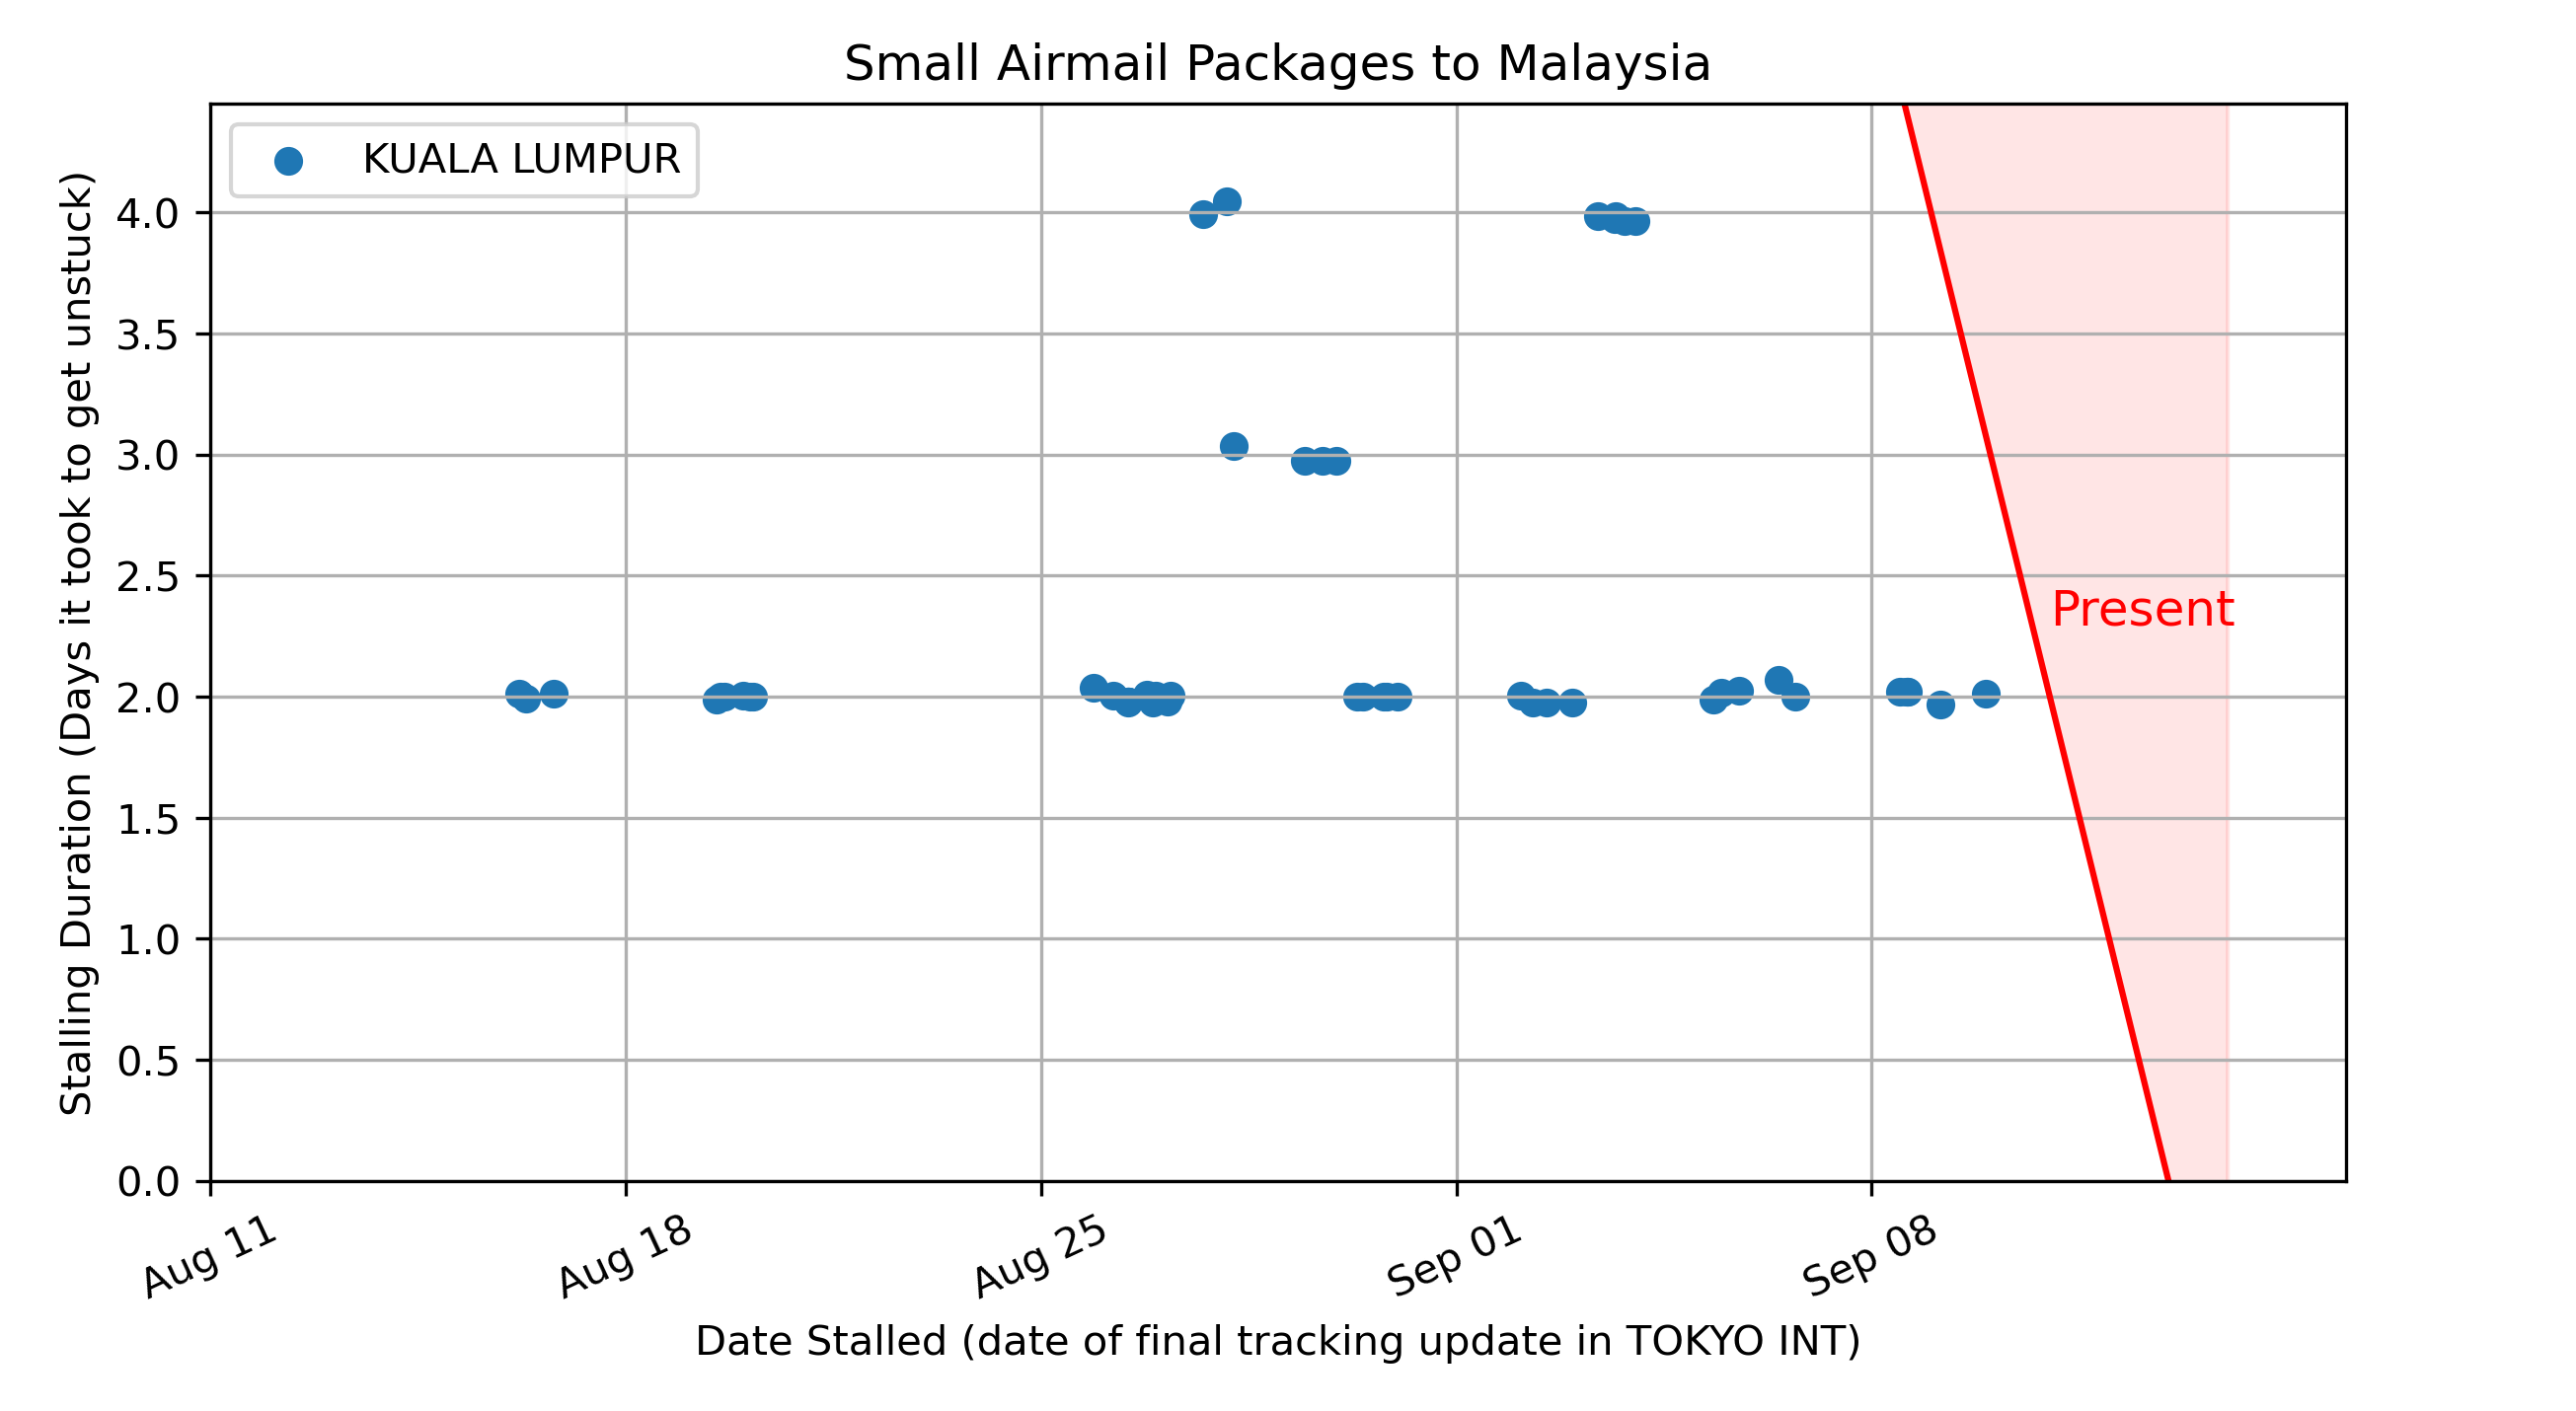 Small Airmail Packages to Malaysia
KUALA LUMPUR
Stalling Duration (Days it took to get unstuck)
4.0
3.5
3.0
2.5
2.0
1.5
1.0
0.5
0.0
Present
Aug 11
Aug 18
Aug 25
Sep 01
Sep 08
Date Stalled (date of final tracking update in TOKYO INT)